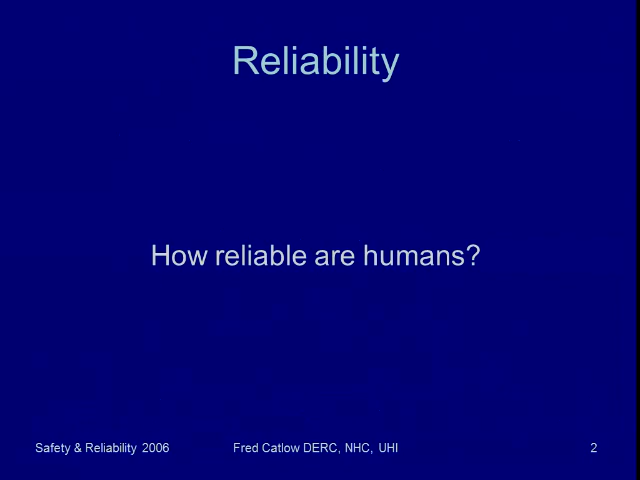 Reliability
How reliable are humans?
Safety & Reliability 2006 Fred Catlow DERC, NHC, UHI 2